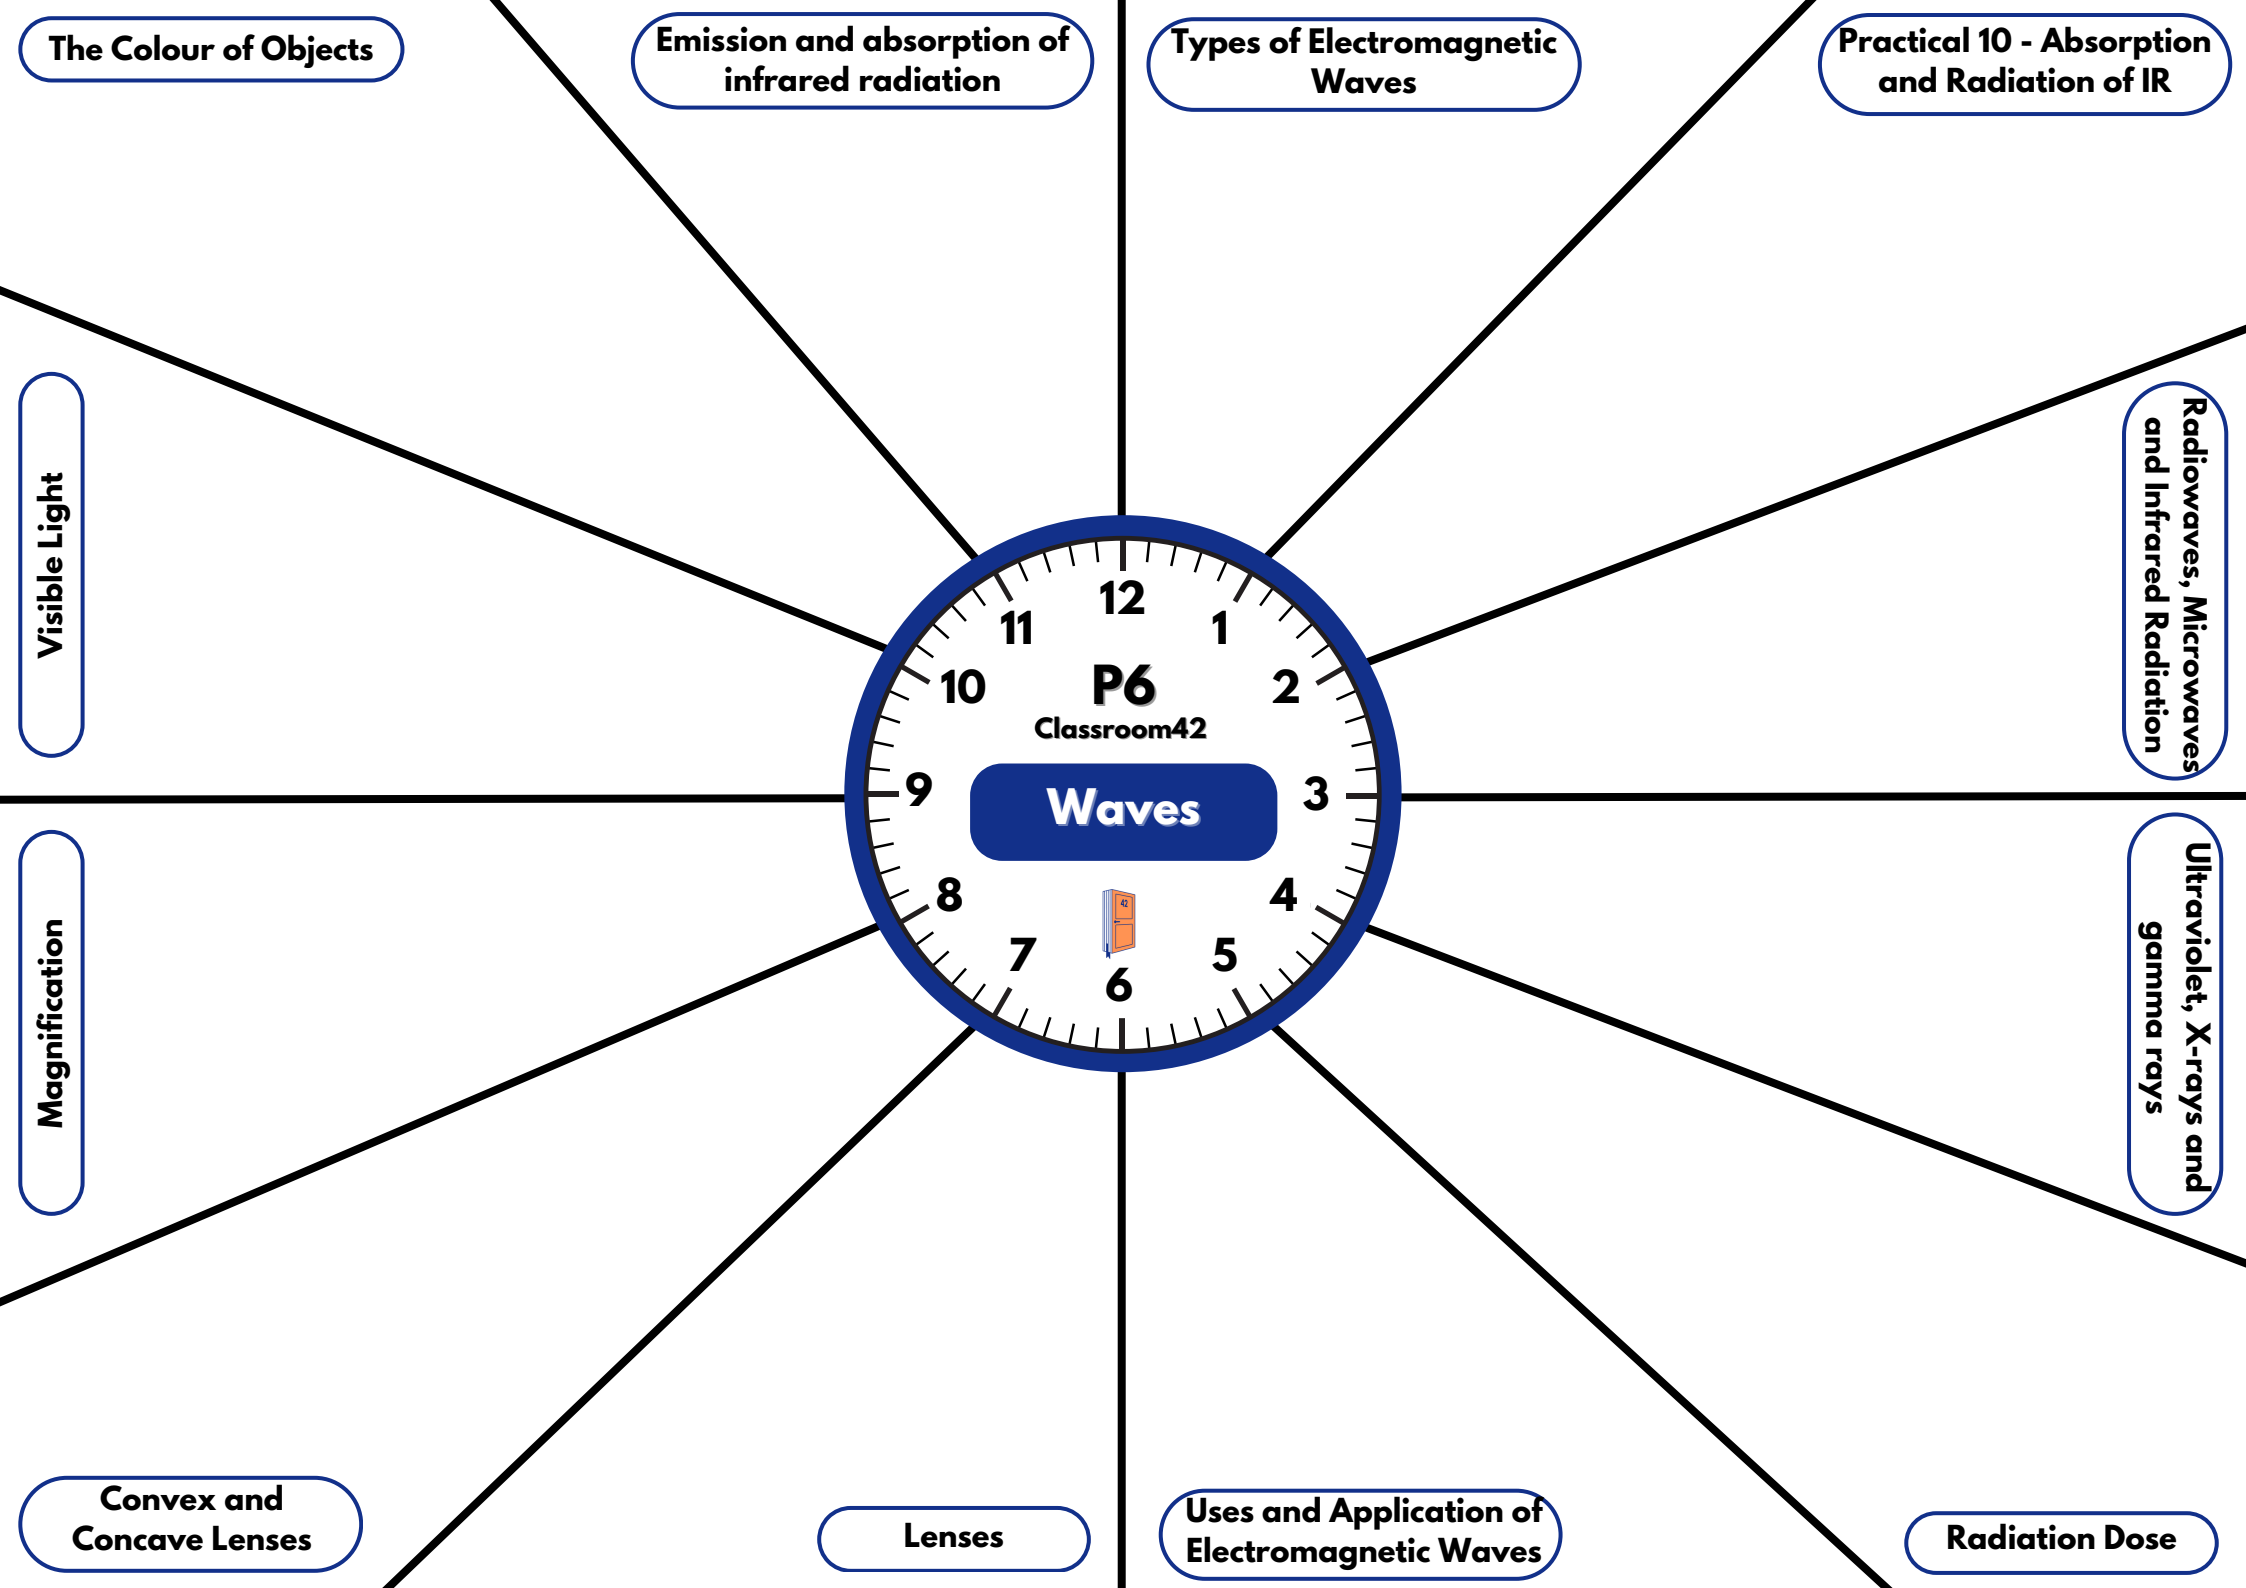 The Colour of Objects
Emission and absorption of
infrared radiation
Types of Electromagnetic
Waves
Practical 10 - Absorption
and Radiation of IR
Radiowaves, Microwaves
and Infrared Radiation
Ultraviolet, X-rays and
gamma rays
Radiation Dose
Uses and Application of
Electromagnetic Waves
Lenses
Convex and
Concave Lenses
Magnification
Visible Light
12
1
2
3
4
5
6
7
8
9
10
11
P6
Classroom42
Waves
42